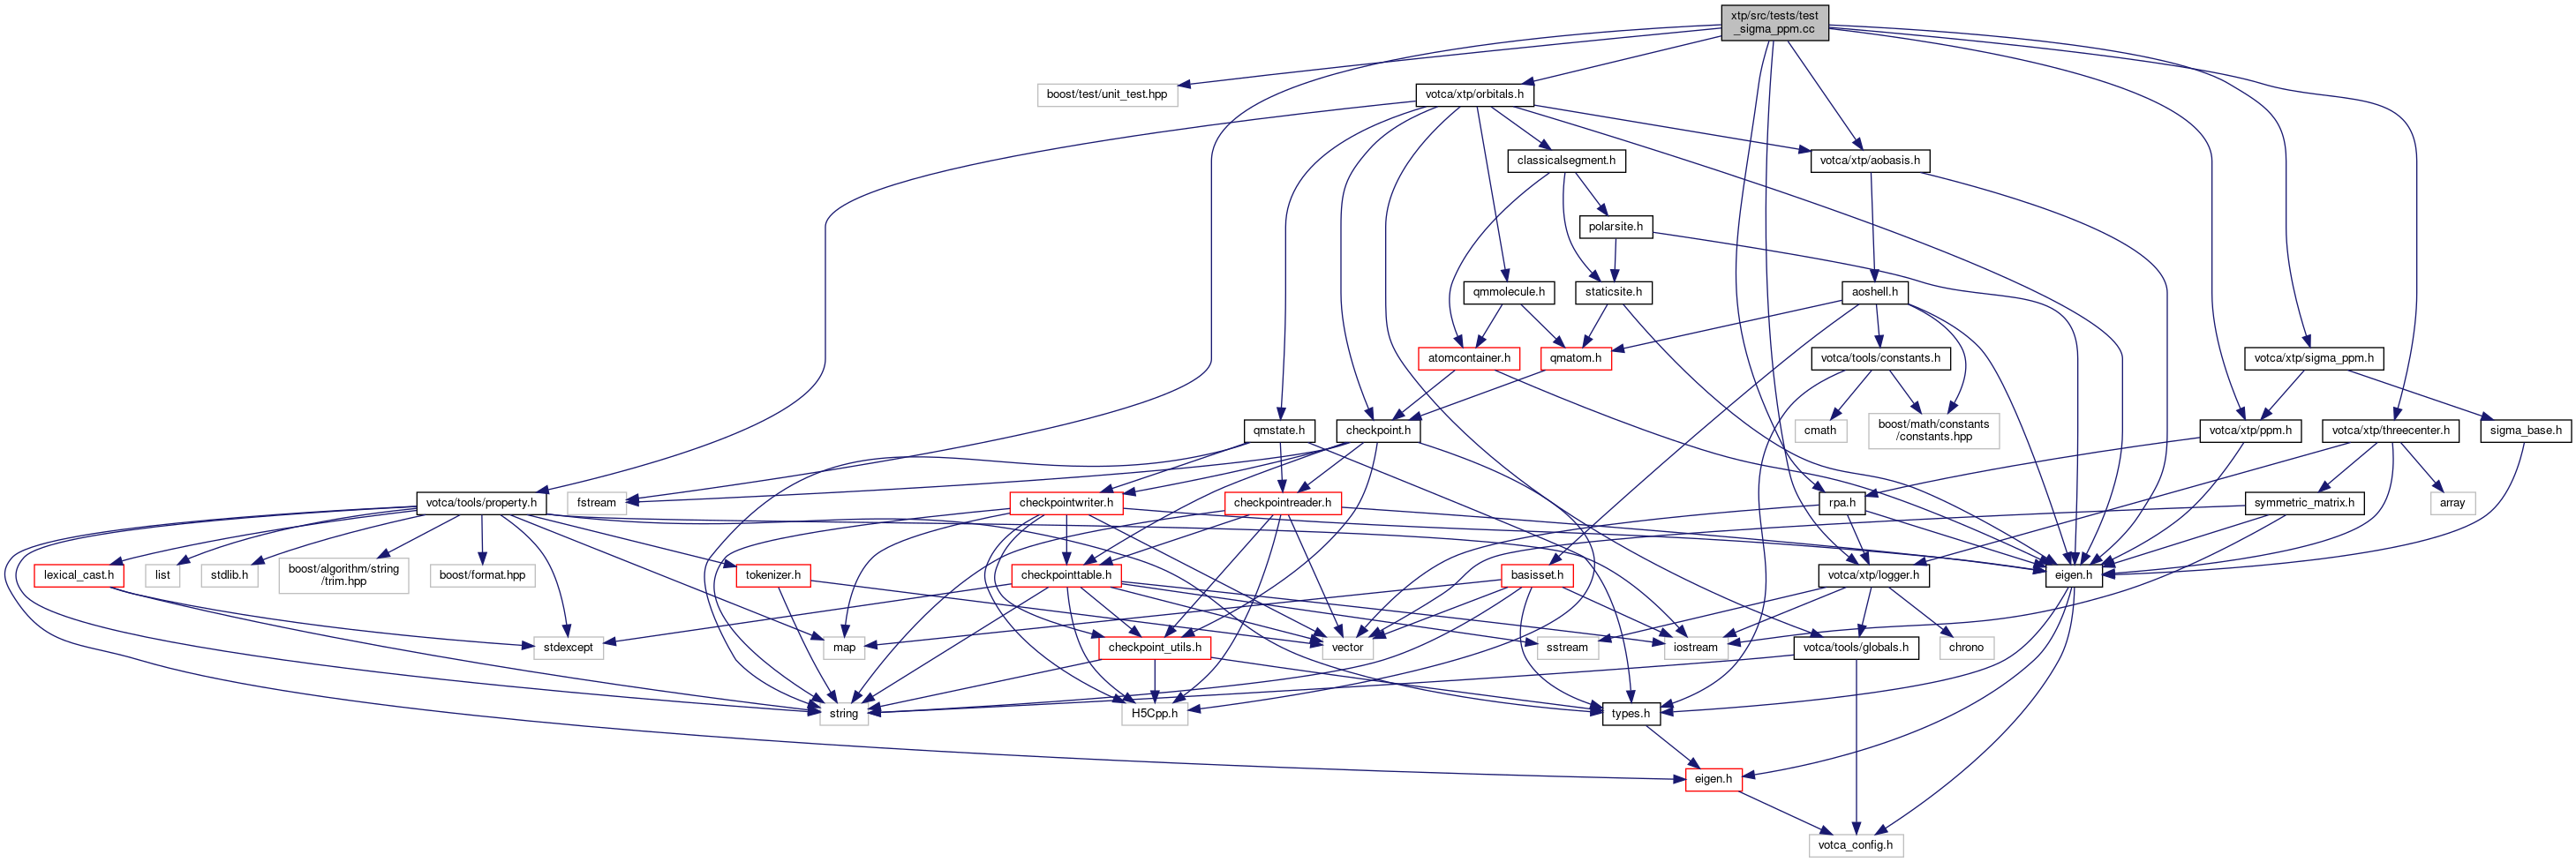 xtp/src/tests/test
_sigma_ppm.cc
boost/test/unit_test.hpp
votca/xtp/orbitals.h
classicalsegment.h
votca/xtp/aobasis.h
polarsite.h
qmmolecule.h
staticsite.h
aoshell.h
atomcontainer.h
qmatom.h
votca/tools/constants.h
votca/xtp/sigma_ppm.h
qmstate.h
checkpoint.h
cmath
boost/math/constants
/constants.hpp
votca/xtp/ppm.h
votca/xtp/threecenter.h
sigma_base.h
votca/tools/property.h
fstream
checkpointwriter.h
checkpointreader.h
rpa.h
symmetric_matrix.h
array
lexical_cast.h
list
stdlib.h
boost/algorithm/string
/trim.hpp
boost/format.hpp
tokenizer.h
checkpointtable.h
basisset.h
votca/xtp/logger.h
eigen.h
stdexcept
map
checkpoint_utils.h
vector
sstream
iostream
votca/tools/globals.h
chrono
string
H5Cpp.h
types.h
eigen.h
votca_config.h